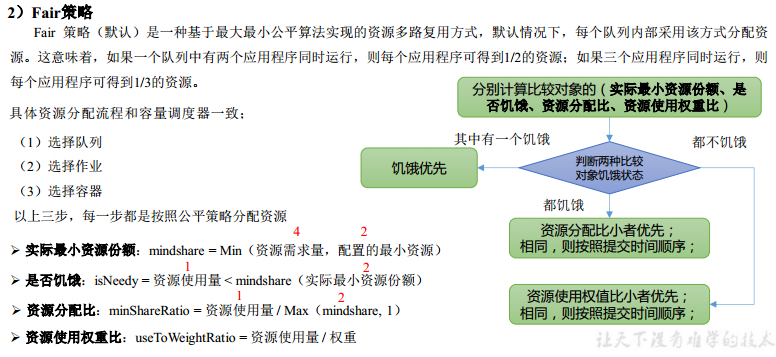 2）Fair策略
Fair 策略（默认）是一种基于最大最小公平算法实现的资源多路复用方式，默认情况下，每个队列内部采用该方式分配资
源。这意味着，如果一个队列中有两个应用程序同时运行，则每个应用程序可得到1/2的资源；如果三个应用程序同时运行，则
每个应用程序可得到1/3的资源。
具体资源分配流程和容量调度器一致；
（1）选择队列
（2）选择作业
（3）选择容器
以上三步，每一步都是按照公平策略分配资源
4 2
➢ 实际最小资源份额：mindshare = Min（资源需求量，配置的最小资源）
1 2
➢ 是否饥饿：isNeedy = 资源使用量 < mindshare（实际最小资源份额）
1 2
➢ 资源分配比：minShareRatio = 资源使用量 / Max（mindshare, 1）
➢ 资源使用权重比：useToWeightRatio = 资源使用量 / 权重
分别计算比较对象的（实际最小资源份额、是
否饥饿、资源分配比、资源使用权重比）
其中有一个饥饿
都不饥饿
判断两种比较
对象饥饿状态
饥饿优先
都饥饿
资源分配比小者优先；
相同，则按照提交时间顺序；
资源使用权值比小者优先；
相同，则按照提交时间顺序；
让天下没有难学的技术